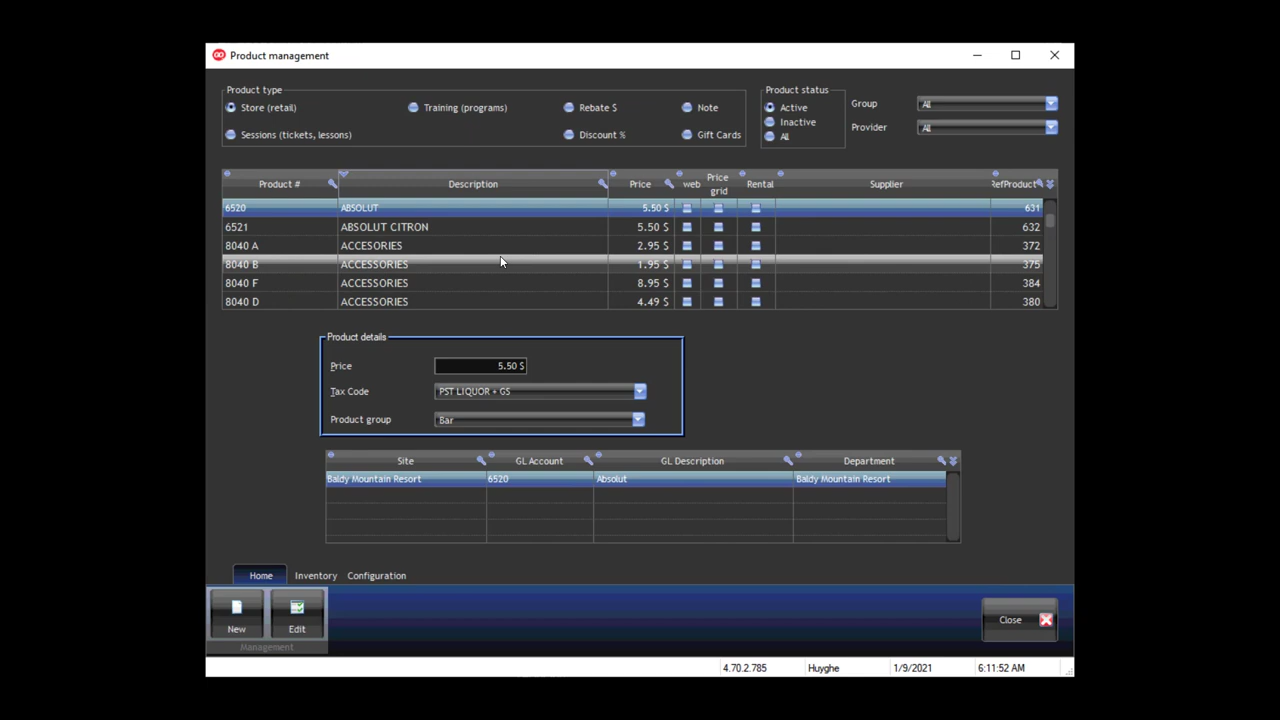 Product management
Product type
Store (retail)
Training (programs)
Rebate $
Note
Sessions (tickets, lessons)
Discount %
Gift Cards
Product status
Active
Inactive
All
Group
All
Provider
All
Product # Description Price web Price grid Rental Supplier RefProduct
6520 ABSOLUT 5.50 $ 631
6521 ABSOLUT CITRON 5.50 $ 632
8040 A ACCESORIES 2.95 $ 372
8040 B ACCESSORIES 1.95 $ 375
8040 F ACCESSORIES 8.95 $ 384
8040 D ACCESSORIES 4.49 $ 380
Product details
Price 5.50 $
Tax Code PST LIQUOR + GS
Product group Bar
Site GL Account GL Description Department
Baldy Mountain Resort 6520 Absolut Baldy Mountain Resort
Home Inventory Configuration
New Edit
Management
Close
4.70.2.785 Huyghe 1/9/2021 6:11:52 AM